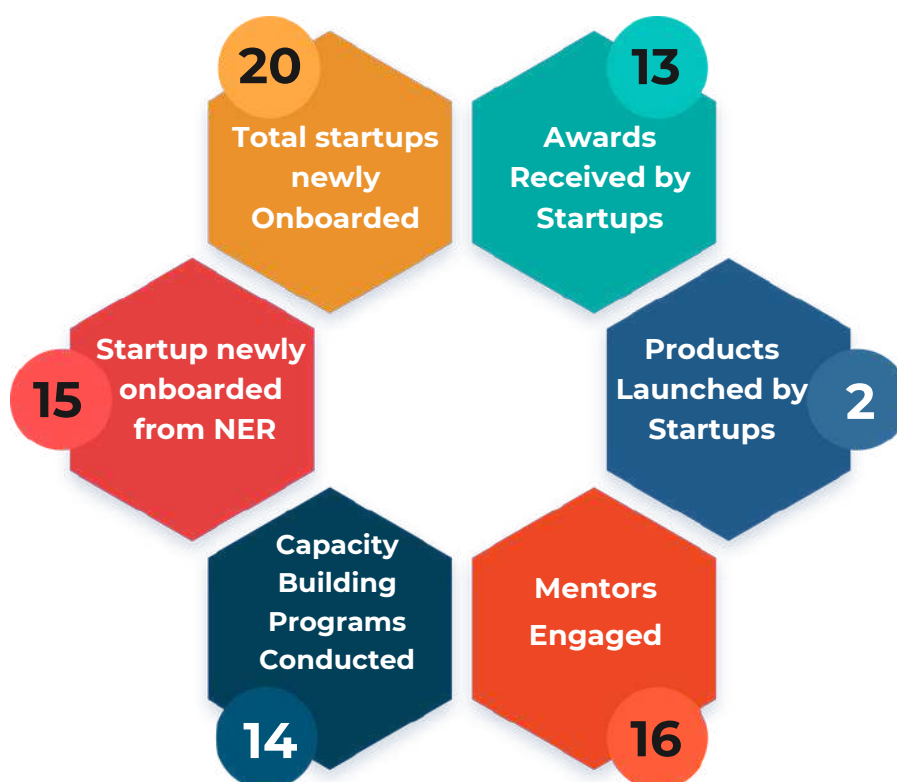 20
Total startups
newly
Onboarded
13
Awards
Received by
Startups
15
Startup newly
onboarded
from NER
Products
Launched by
Startups
2
Capacity
Building
Programs
Conducted
14
Mentors
Engaged
16